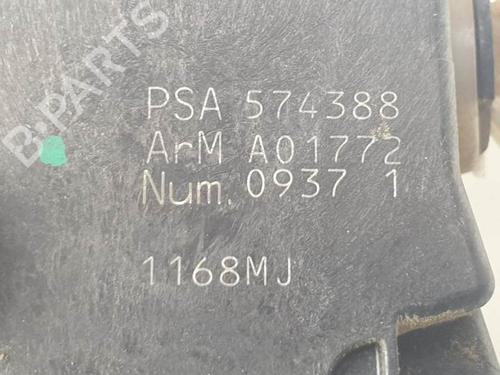 B-PARTS
PSA 574388
ArM A01772
Num. 0937 1
1168MJ